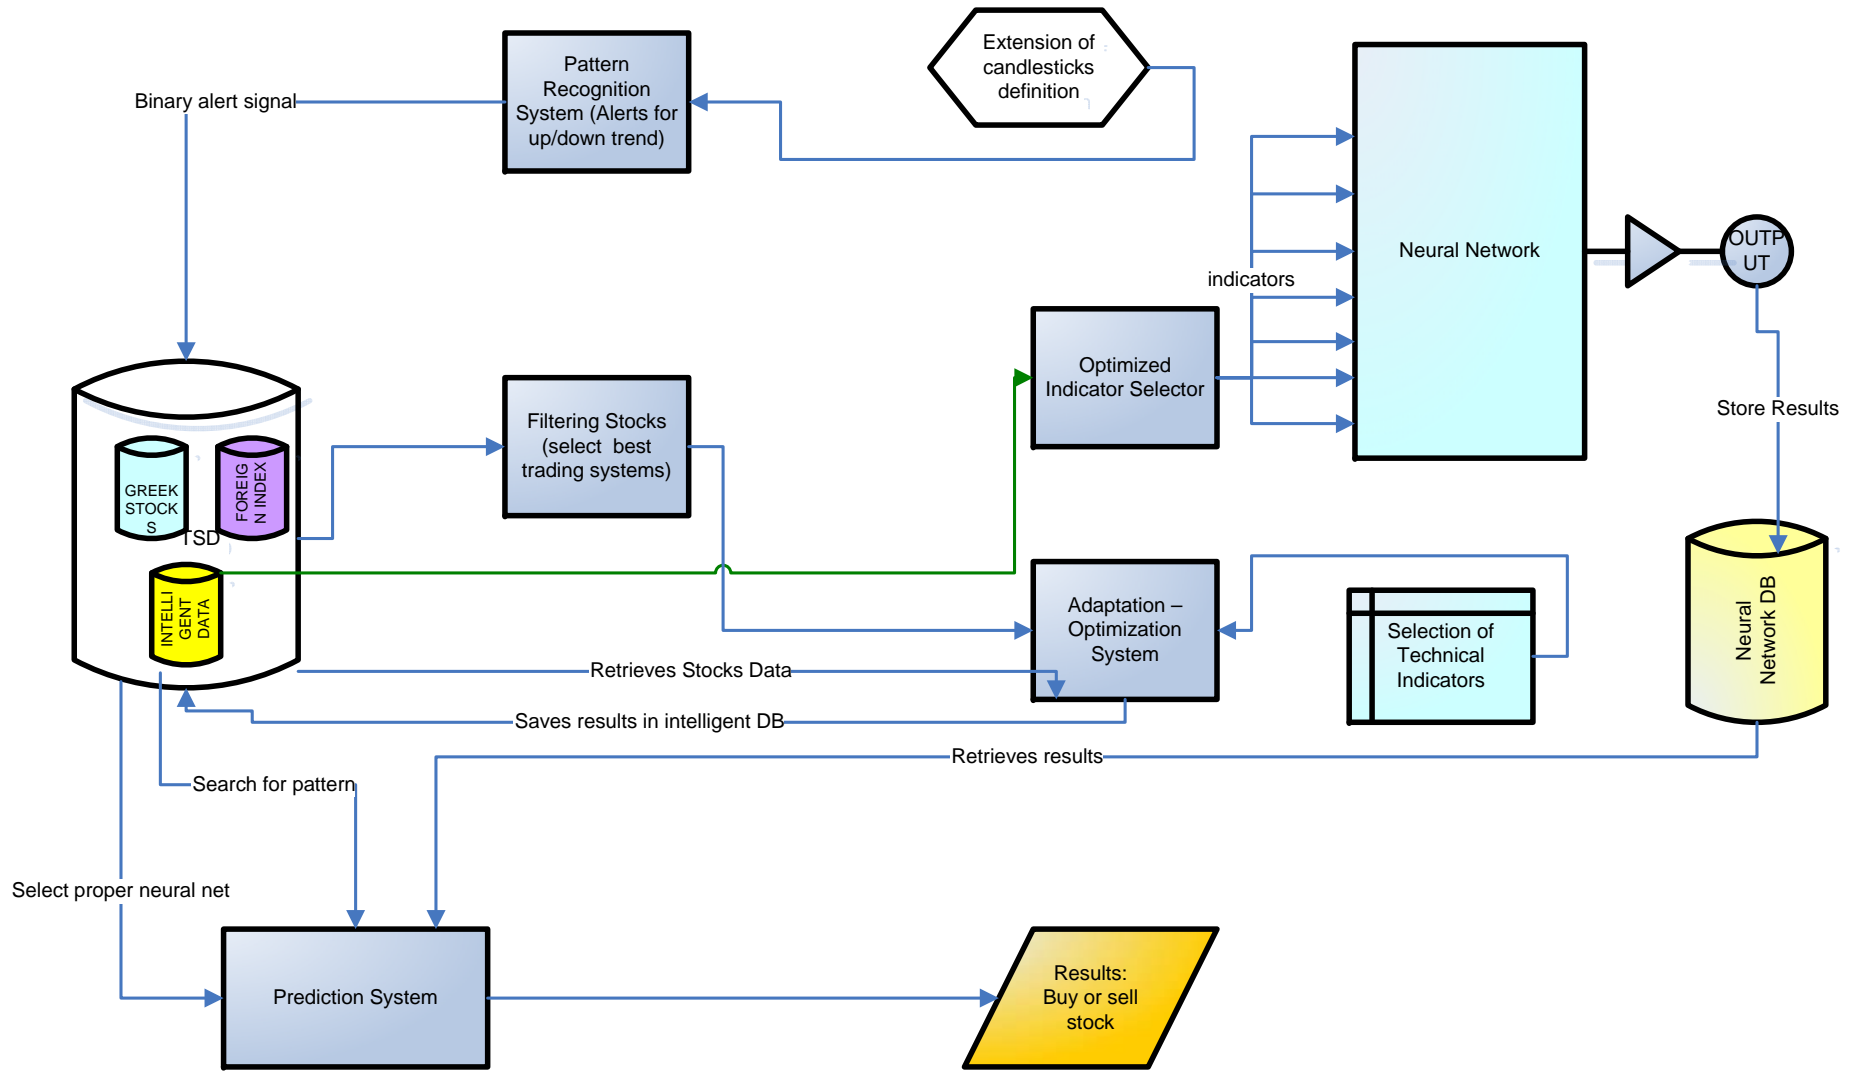 Extension of
candlesticks
definition
Pattern
Recognition
System (Alerts for
up/down trend)
Binary alert signal
Neural Network
OUTP
UT
indicators
Optimized
Indicator Selector
Store Results
Filtering Stocks
(select best
trading systems)
GREEK
STOCK
S
FOREIG
N INDEX
TSD
INTELLI
GENT
DATA
Adaptation –
Optimization
System
Selection of
Technical
Indicators
Neural
Network DB
Retrieves Stocks Data
Saves results in intelligent DB
Retrieves results
Search for pattern
Select proper neural net
Prediction System
Results:
Buy or sell
stock